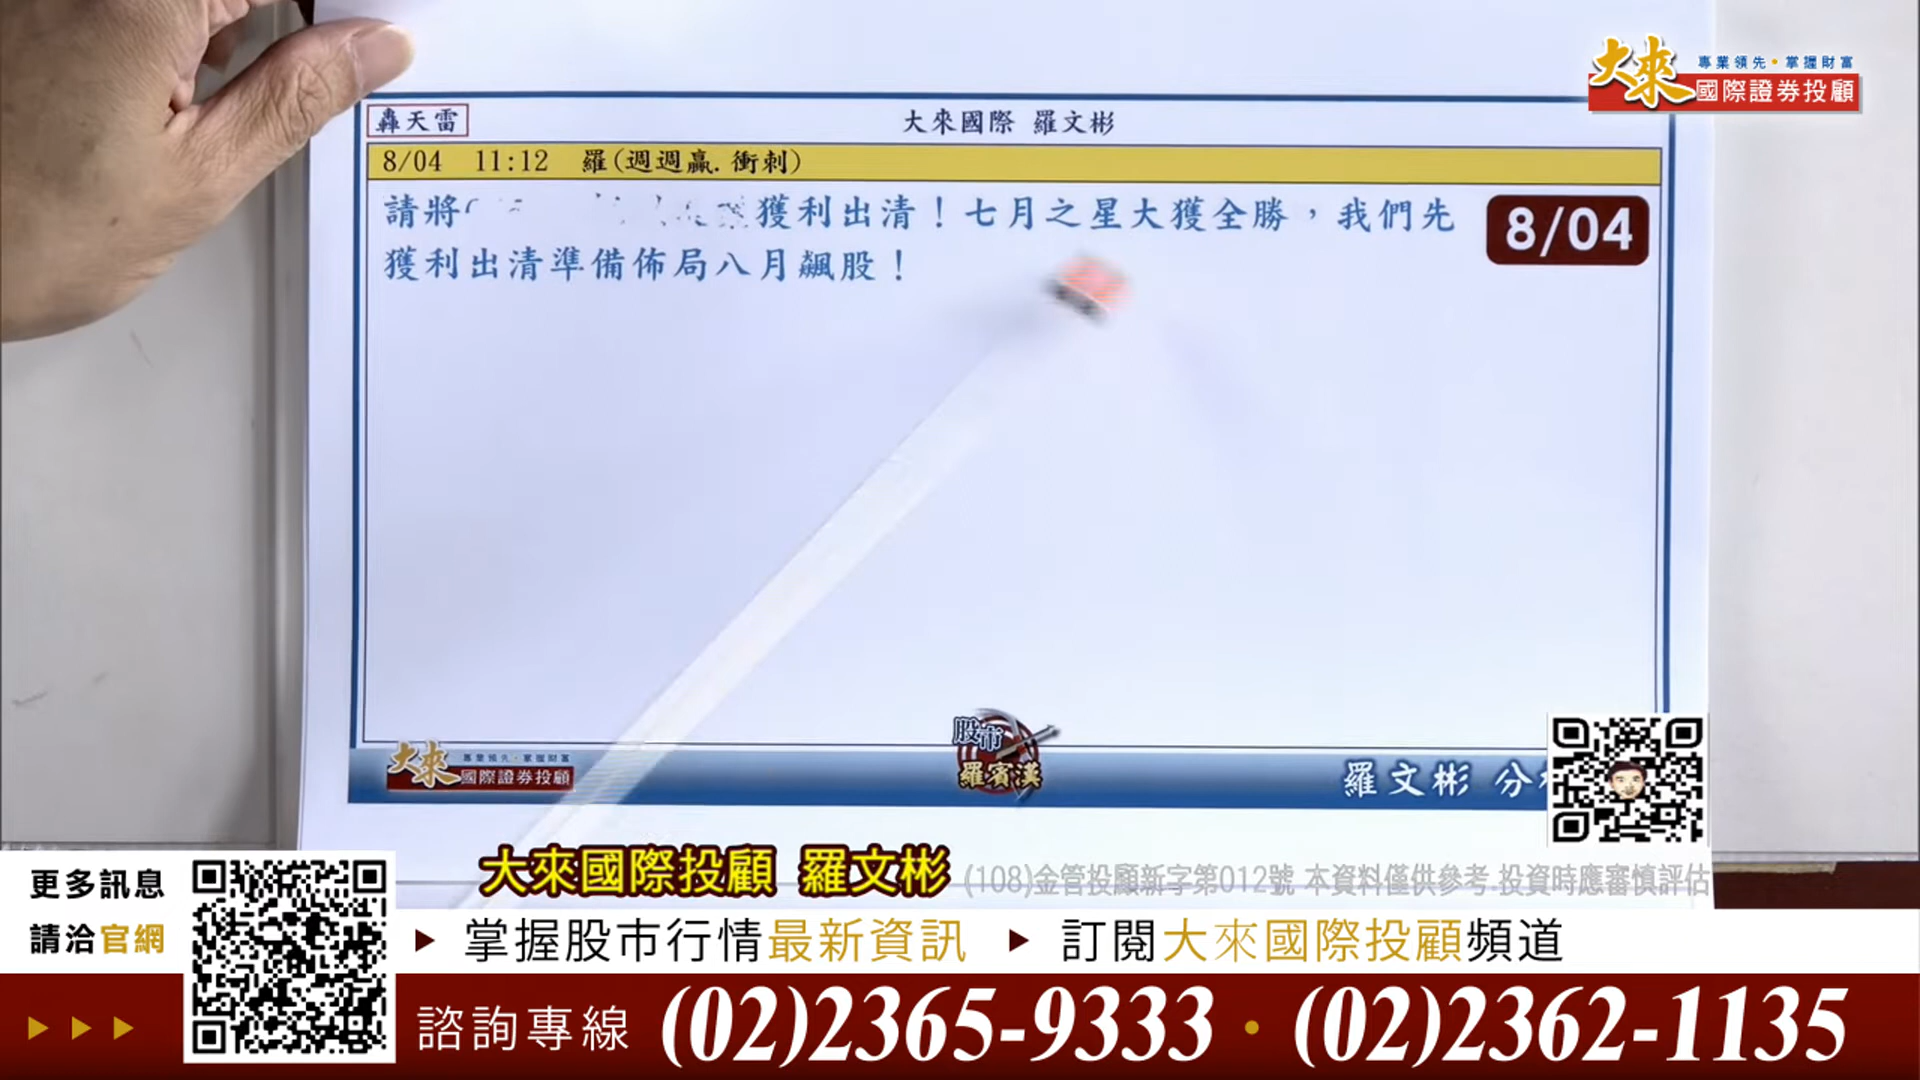 大來 專業領先•掌握財富
國際證券投顧
轟天雷
大來國際 羅文彬
8/04 11:12 羅(週週贏.衝刺)
請將 獲利出清！七月之星大獲全勝，我們先
獲利出清準備佈局八月飆股！
8/04
大來 專業領先•掌握財富
國際證券投顧
股市
羅賓漢
羅文彬 分
大來國際投顧 羅文彬
(108)金管投顧新字第012號 本資料僅供參考.投資時應審慎評估
更多訊息
請洽官網
掌握股市行情最新資訊
訂閱大來國際投顧頻道
諮詢專線 (02)2365-9333 • (02)2362-1135